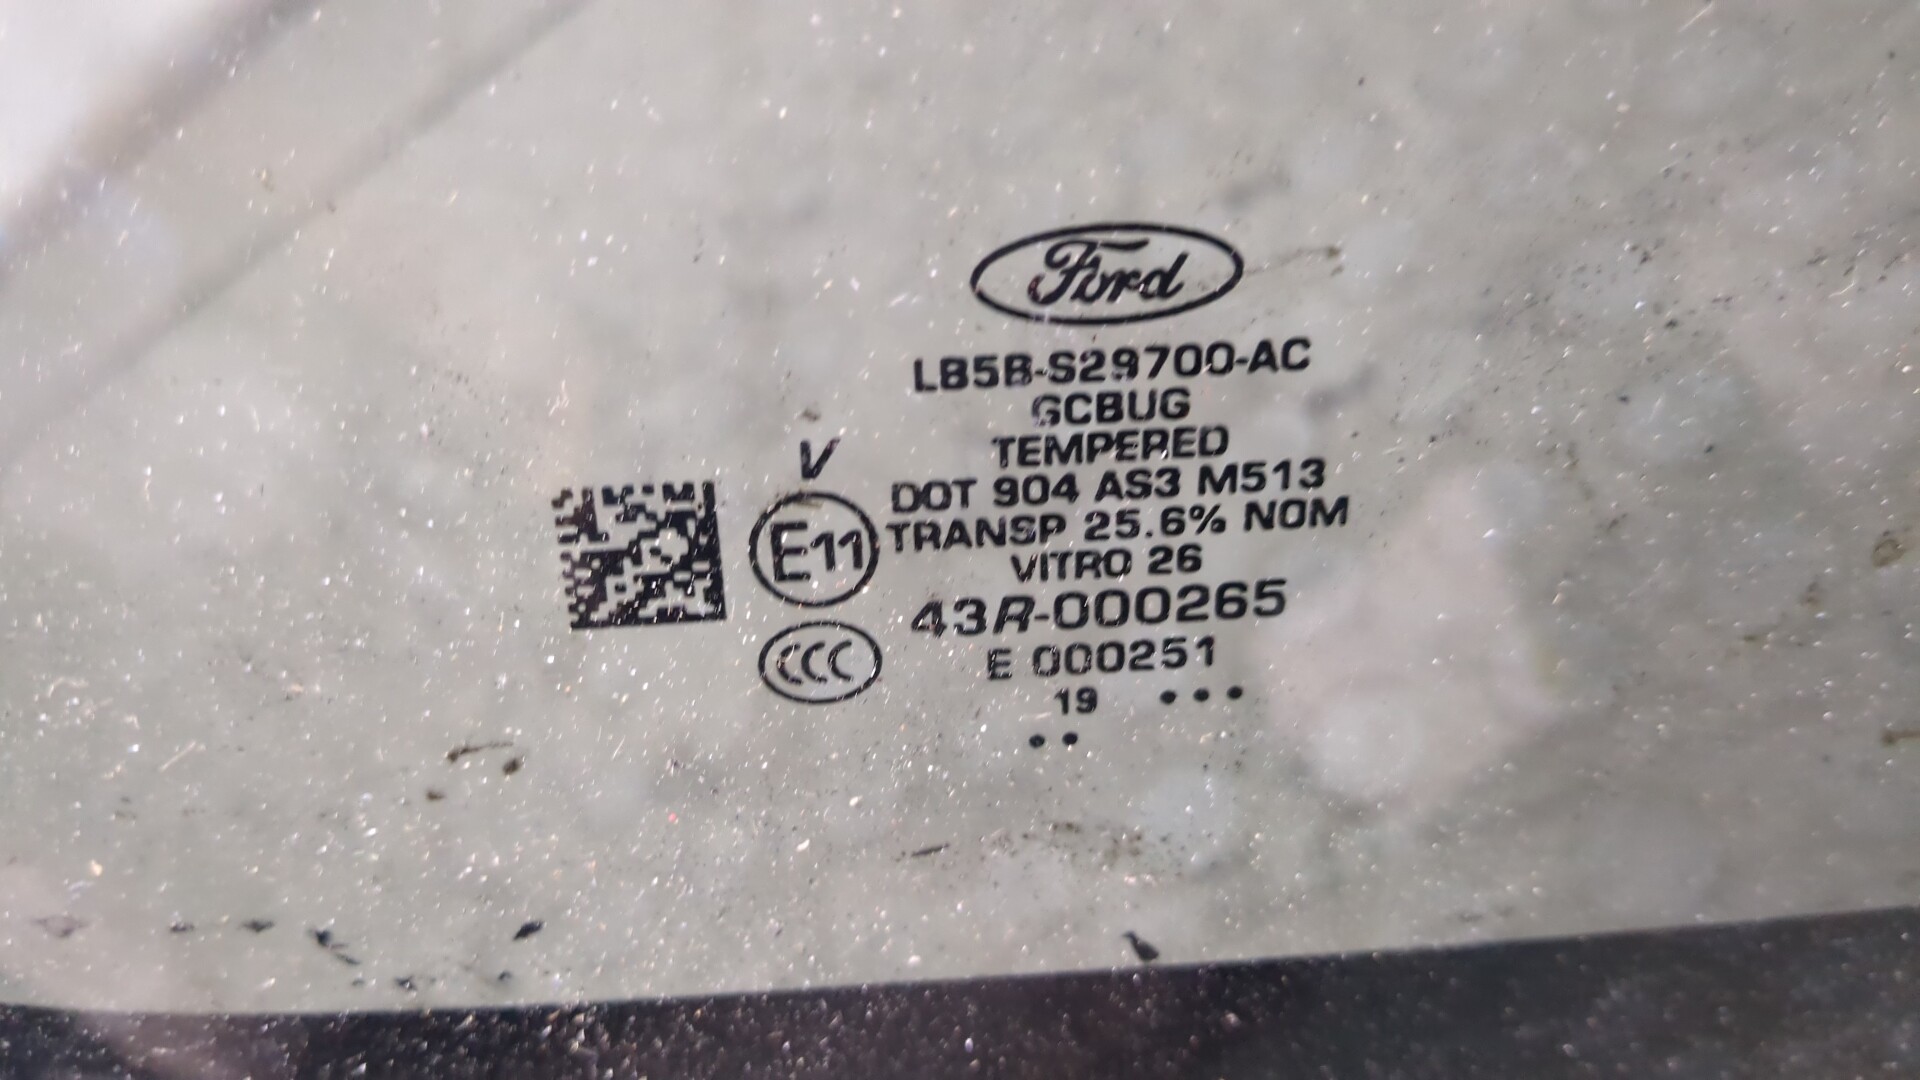 Ford
LB5B-S29700-AC
GCBUG
TEMPERED
V
DOT 904 AS3 M513
E11
TRANSP 25.6% NOM
VITRO 26
43R-000265
CCC
E 000251
19 •••
••